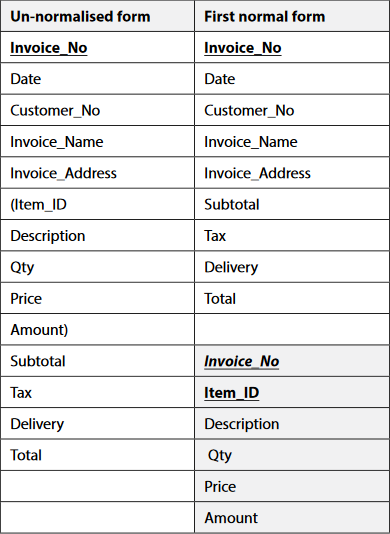 Un-normalised form First normal form
Invoice_No Invoice_No
Date Date
Customer_No Customer_No
Invoice_Name Invoice_Name
Invoice_Address Invoice_Address
(Item_ID Subtotal
Description Tax
Qty Delivery
Price Total
Amount)
Subtotal Invoice_No
Tax Item_ID
Delivery Description
Total Qty
Price
Amount